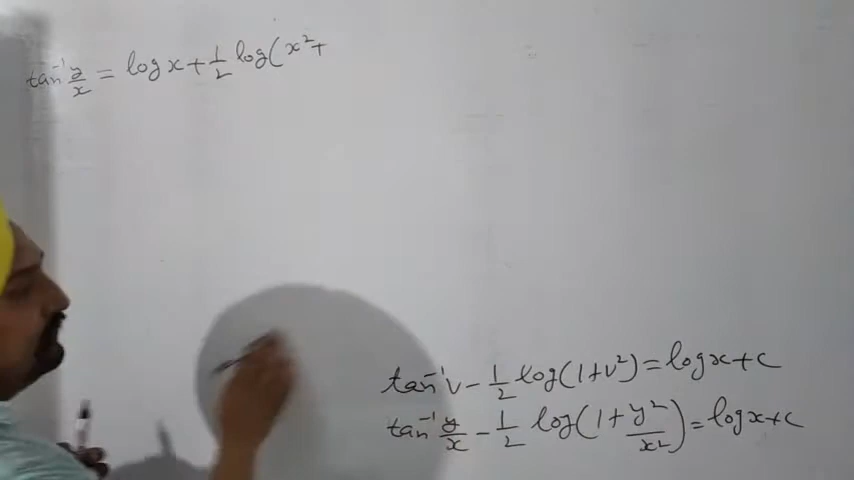 tan⁻¹ y/x = log x + 1/2 log( x² +
tan⁻¹ v - 1/2 log(1+v²) = log x + c
tan⁻¹ y/x - 1/2 log(1 + y²/x²) = log x + c